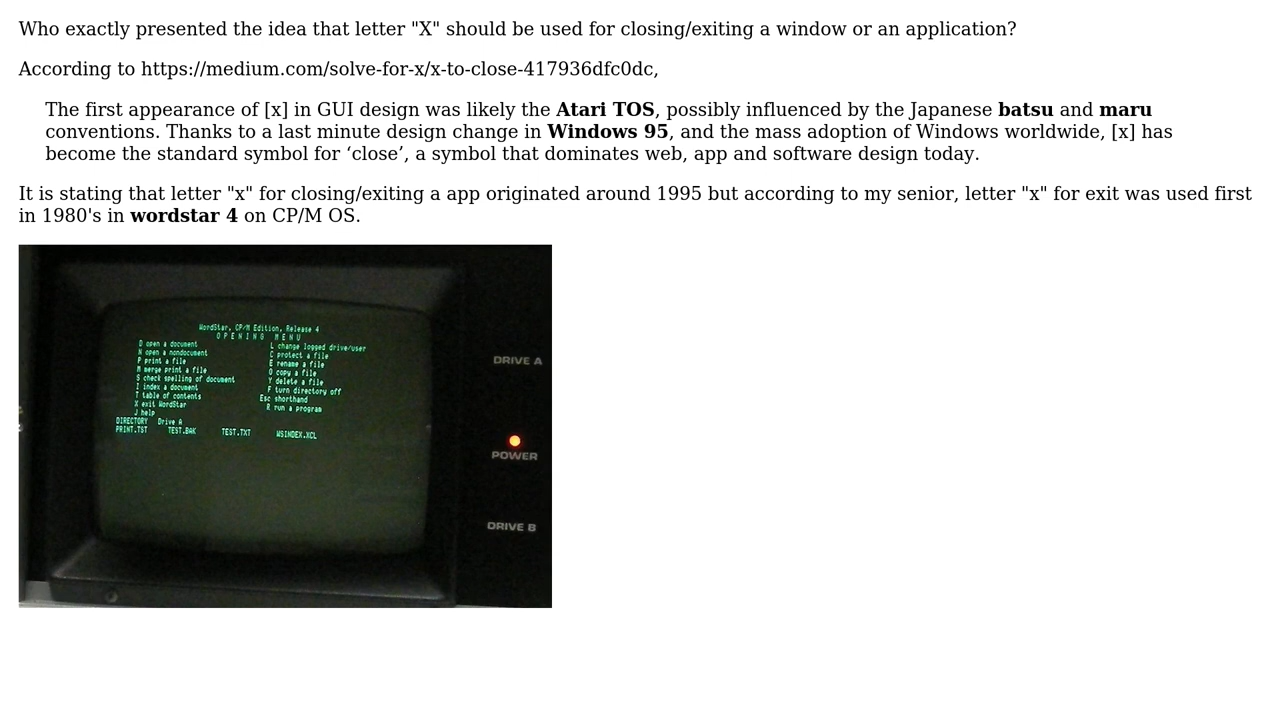 Who exactly presented the idea that letter "X" should be used for closing/exiting a window or an application?
According to https://medium.com/solve-for-x/x-to-close-417936dfc0dc,
The first appearance of [x] in GUI design was likely the Atari TOS, possibly influenced by the Japanese batsu and maru
conventions. Thanks to a last minute design change in Windows 95, and the mass adoption of Windows worldwide, [x] has
become the standard symbol for ‘close’, a symbol that dominates web, app and software design today.
It is stating that letter "x" for closing/exiting a app originated around 1995 but according to my senior, letter "x" for exit was used first
in 1980's in wordstar 4 on CP/M OS.
WordStar, CP/M Edition, Release 4
O P E N I N G   M E N U
D open a document   L change logged drive/user
N open a nondocument   C protect a file
P print a file   E rename a file
M merge print a file   O copy a file
S check spelling of document   Y delete a file
I index a document   F turn directory off
T table of contents   Esc shorthand
X exit WordStar   R run a program
J help
DIRECTORY   Drive A
PRINT.TST   TEST.BAK   TEST.TXT   WSINDEX.XCL
DRIVE A
POWER
DRIVE B